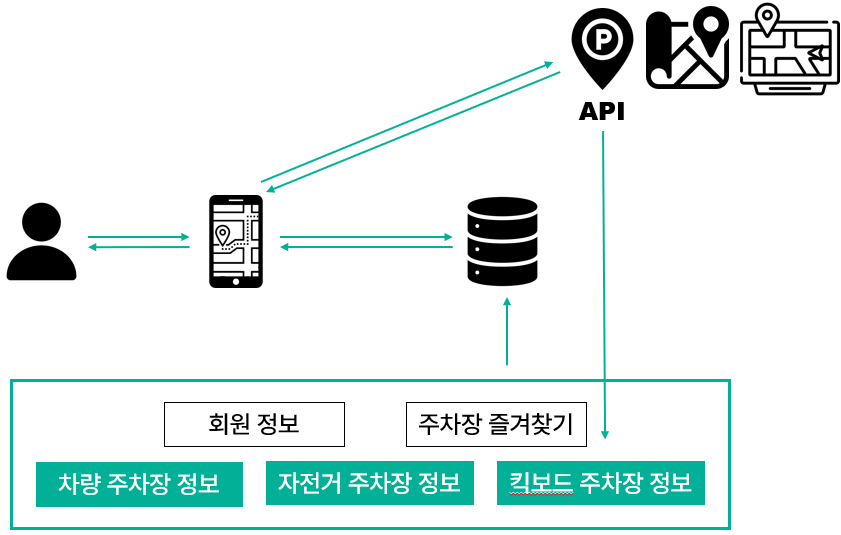 P
API
회원 정보
주차장 즐겨찾기
차량 주차장 정보
자전거 주차장 정보
킥보드 주차장 정보